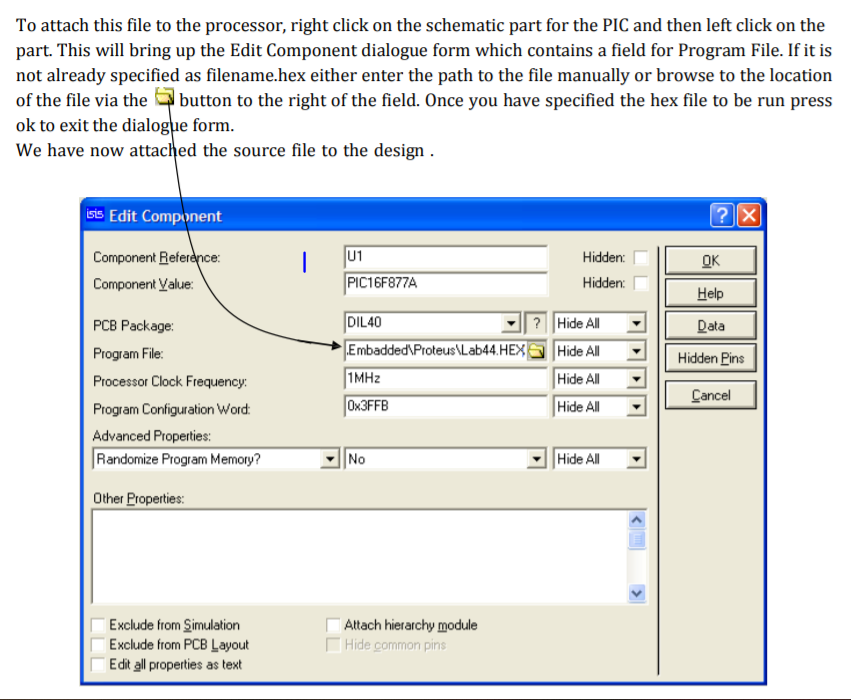 To attach this file to the processor, right click on the schematic part for the PIC and then left click on the
part. This will bring up the Edit Component dialogue form which contains a field for Program File. If it is
not already specified as filename.hex either enter the path to the file manually or browse to the location
of the file via the button to the right of the field. Once you have specified the hex file to be run press
ok to exit the dialogue form.
We have now attached the source file to the design .
isis Edit Component ?
Component Reference: U1 Hidden: OK
Component Value: PIC16F877A Hidden: Help
PCB Package: DIL40 ? Hide All Data
Program File: .Embadded\Proteus\Lab44.HEX Hide All Hidden Pins
Processor Clock Frequency: 1MHz Hide All
Cancel
Program Configuration Word: 0x3FFB Hide All
Advanced Properties:
Randomize Program Memory? No Hide All
Other Properties:
Exclude from Simulation Attach hierarchy module
Exclude from PCB Layout Hide common pins
Edit all properties as text